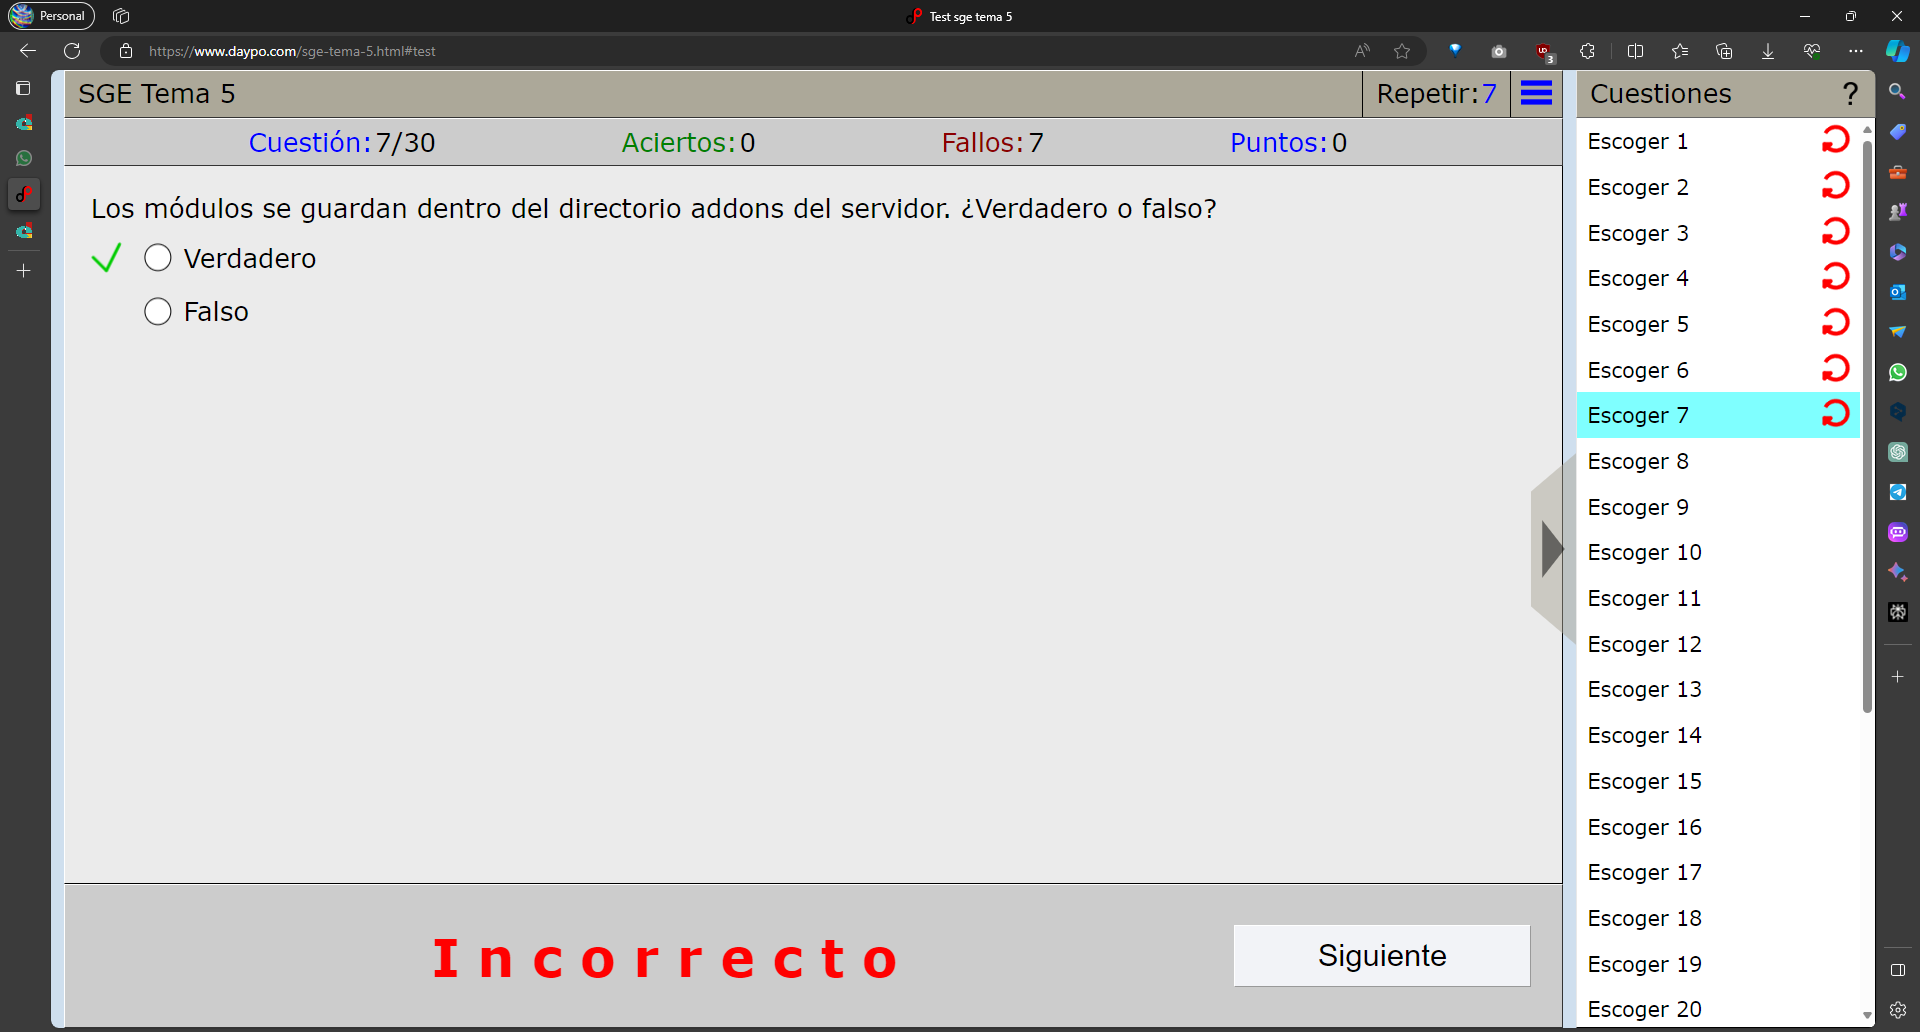 Personal
Test sge tema 5
https://www.daypo.com/sge-tema-5.html#test
3
SGE Tema 5
Repetir:7
Cuestiones
?
Cuestión:7/30
Aciertos:0
Fallos:7
Puntos:0
Los módulos se guardan dentro del directorio addons del servidor. ¿Verdadero o falso?
Verdadero
Falso
Incorrecto
Siguiente
Escoger 1
Escoger 2
Escoger 3
Escoger 4
Escoger 5
Escoger 6
Escoger 7
Escoger 8
Escoger 9
Escoger 10
Escoger 11
Escoger 12
Escoger 13
Escoger 14
Escoger 15
Escoger 16
Escoger 17
Escoger 18
Escoger 19
Escoger 20